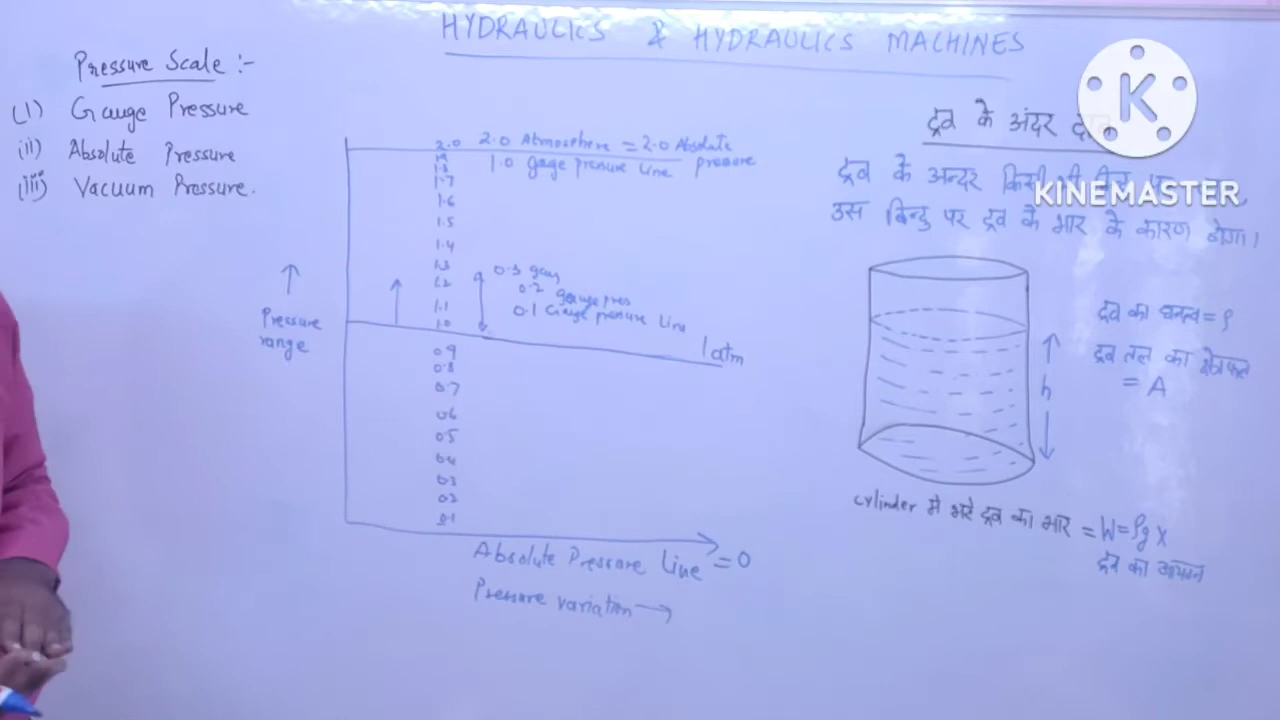 HYDRAULICS & HYDRAULICS MACHINES
Pressure Scale :-
(i) Gauge Pressure
(ii) Absolute Pressure
(iii) Vacuum Pressure.
2.0 2.0 Atmosphere = 2.0 Absolute
pressure
1.0 gage pressure Line
1.8
1.7
1.6
1.5
1.4
1.3
1.2
1.1
1.0
0.3
0.2 gauge pres
0.1 Gauge pressure Line
1 atm
Pressure
range
0.9
0.8
0.7
0.6
0.5
0.4
0.3
0.2
0.1
Absolute Pressure Line = 0
Pressure variation →
द्रव के अंदर
द्रव के अन्दर किसी भी
उस बिन्दु पर द्रव के भार के कारण होगा।
द्रव का घनत्व = ρ
द्रव तल का क्षेत्रफल
= A
h
cylinder में भरे द्रव का भार = W = ρg x
द्रव का आयतन
K
KINEMASTER